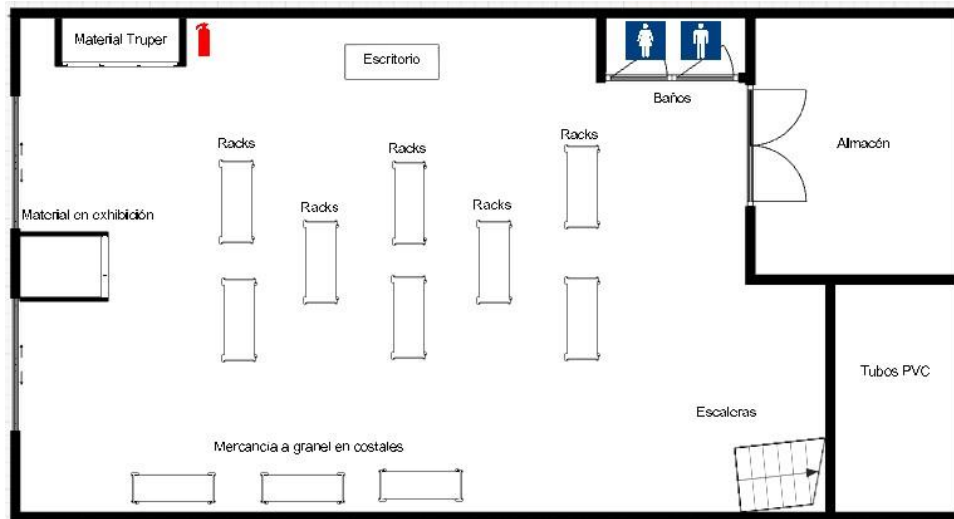 Material Truper
Escritorio
Baños
Almacén
Racks
Racks
Racks
Racks
Racks
Material en exhibición
Tubos PVC
Escaleras
Mercancia a granel en costales